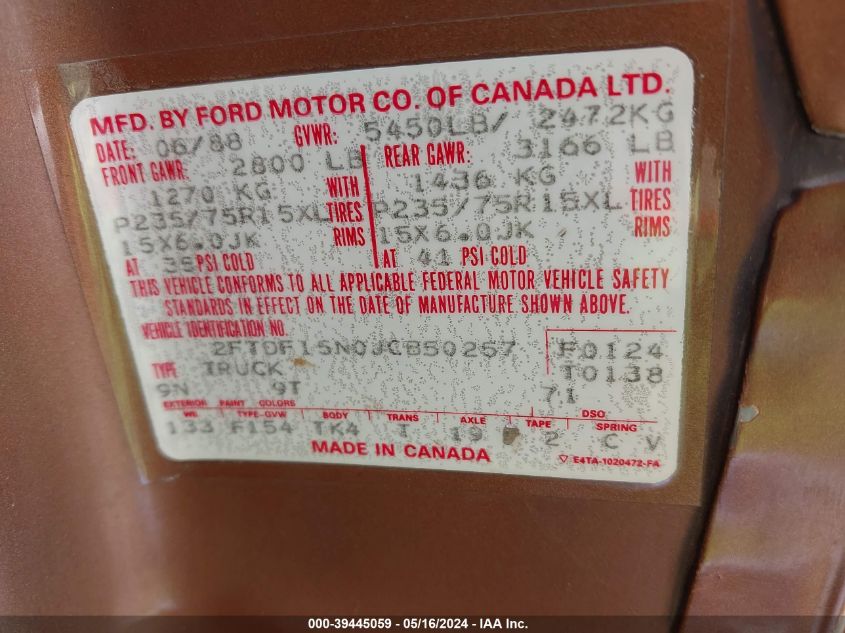 MFD. BY FORD MOTOR CO. OF CANADA LTD.
DATE: 06/88 GVWR: 5450LB/ 2472KG
FRONT GAWR: 2800 LB REAR GAWR: 3166 LB
1270 KG WITH 1436 KG WITH
P235/75R15XL TIRES P235/75R15XL TIRES
15X6.0JK RIMS 15X6.0JK RIMS
AT 35 PSI COLD AT 41 PSI COLD
THIS VEHICLE CONFORMS TO ALL APPLICABLE FEDERAL MOTOR VEHICLE SAFETY
STANDARDS IN EFFECT ON THE DATE OF MANUFACTURE SHOWN ABOVE.
VEHICLE IDENTIFICATION NO.
2FTDF15N0JCB50257 F0124
TYPE TRUCK T0138
9N 9T 7.1
EXTERIOR PAINT COLORS DSO
WB TYPE-GVW BODY TRANS AXLE TAPE SPRING
133 F154 TK4 T 19 2 C V
MADE IN CANADA
E4TA-1020472-FA
000-39445059 - 05/16/2024 - IAA Inc.